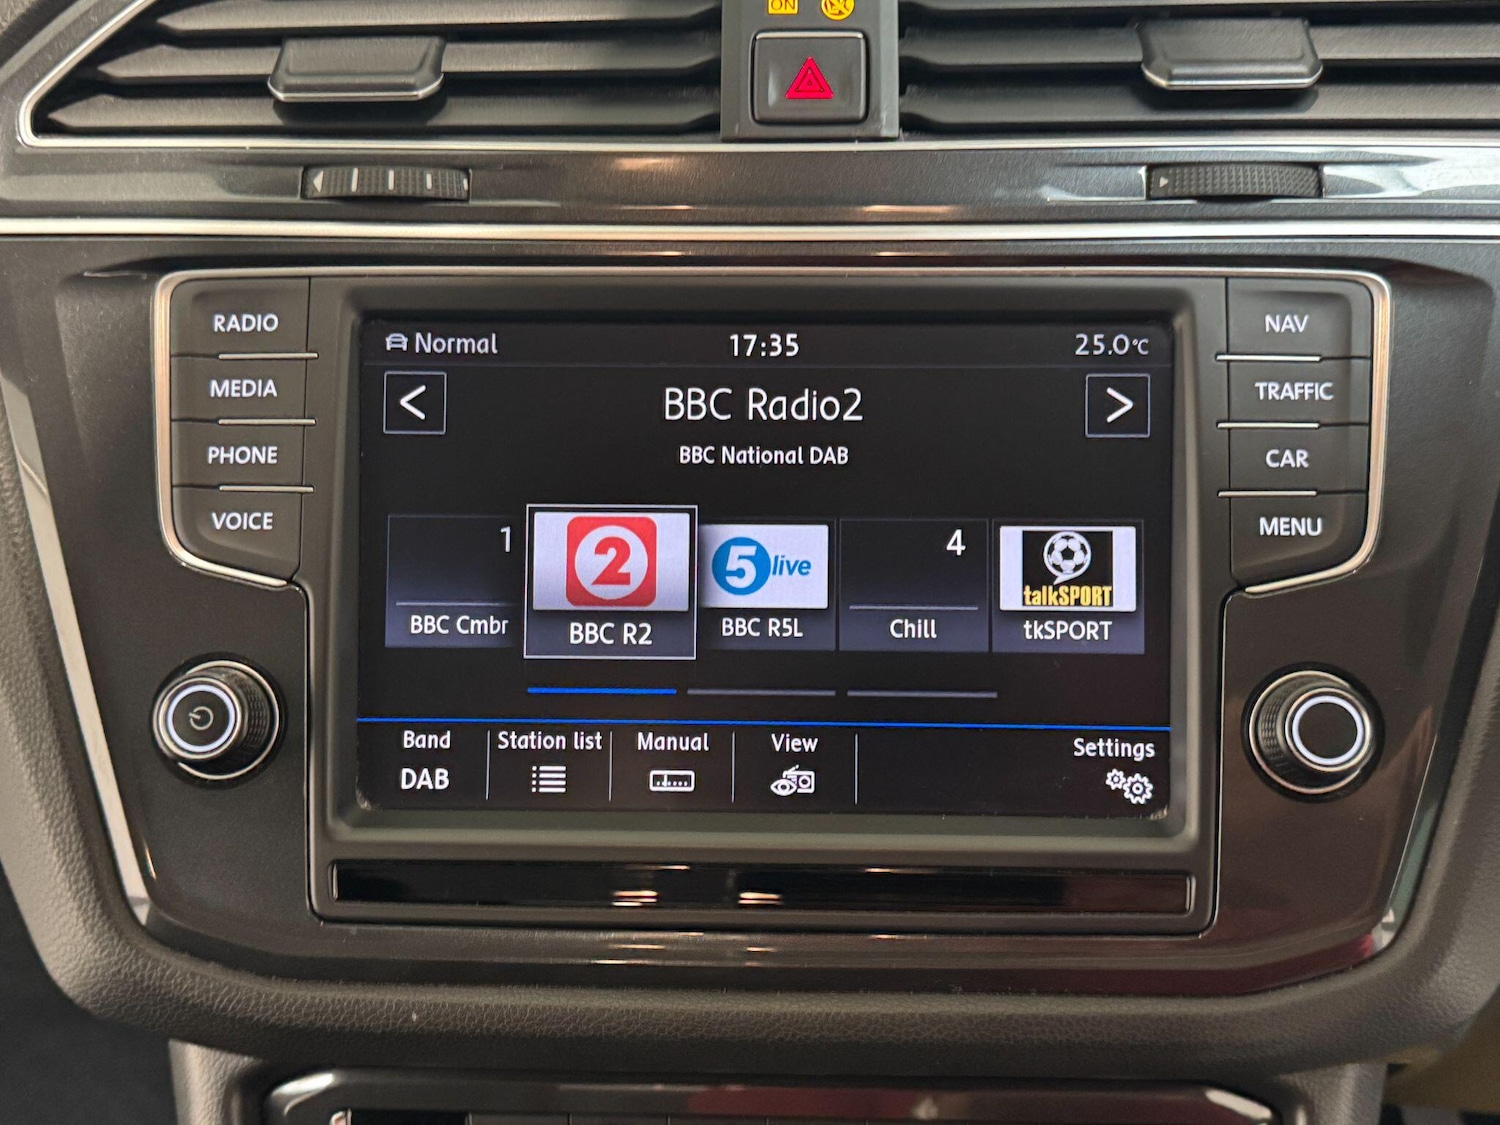 ON
RADIO
MEDIA
PHONE
VOICE
Normal 17:35 25.0°C
< BBC Radio2 >
BBC National DAB
1
BBC Cmbr
2
BBC R2
5 live
BBC R5L
4
Chill
talkSPORT
tkSPORT
Band
DAB
Station list
Manual
View
Settings
NAV
TRAFFIC
CAR
MENU